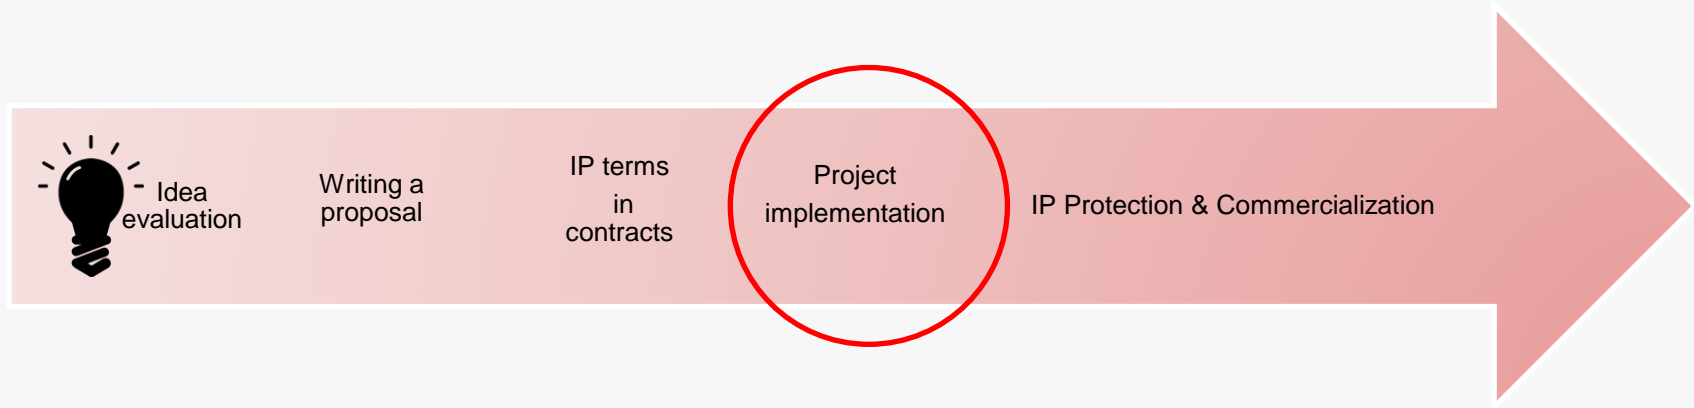 Idea
evaluation
Writing a
proposal
IP terms
in
contracts
Project
implementation
IP Protection & Commercialization